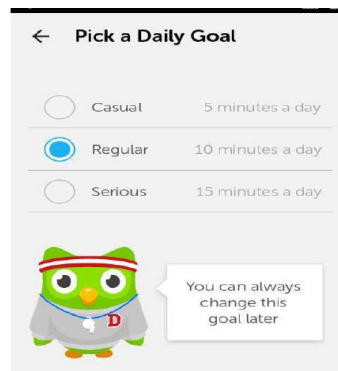 Pick a Daily Goal
Casual 5 minutes a day
Regular 10 minutes a day
Serious 15 minutes a day
You can always
change this
goal later
D